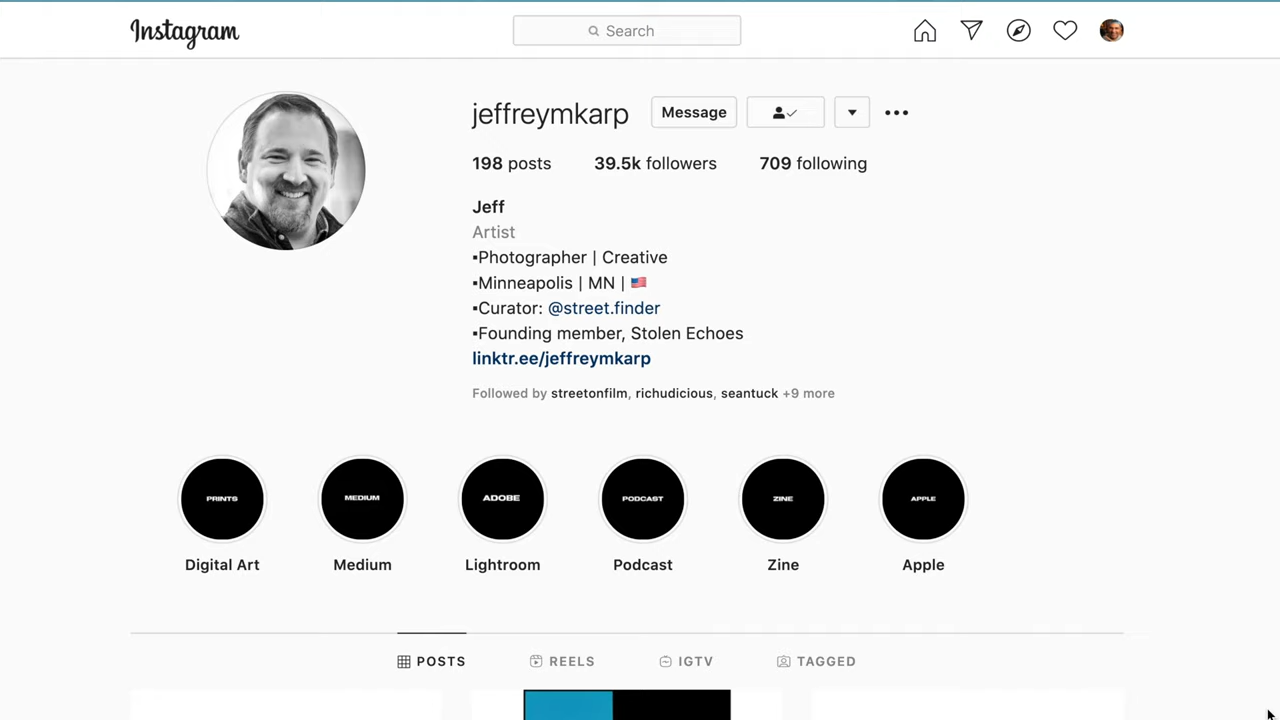 Instagram
Search
jeffreymkarp
Message
198 posts
39.5k followers
709 following
Jeff
Artist
▪Photographer | Creative
▪Minneapolis | MN | 🇺🇸
▪Curator: @street.finder
▪Founding member, Stolen Echoes
linktr.ee/jeffreymkarp
Followed by streetonfilm, richudicious, seantuck +9 more
PRINTS
MEDIUM
ADOBE
PODCAST
ZINE
APPLE
Digital Art
Medium
Lightroom
Podcast
Zine
Apple
POSTS
REELS
IGTV
TAGGED